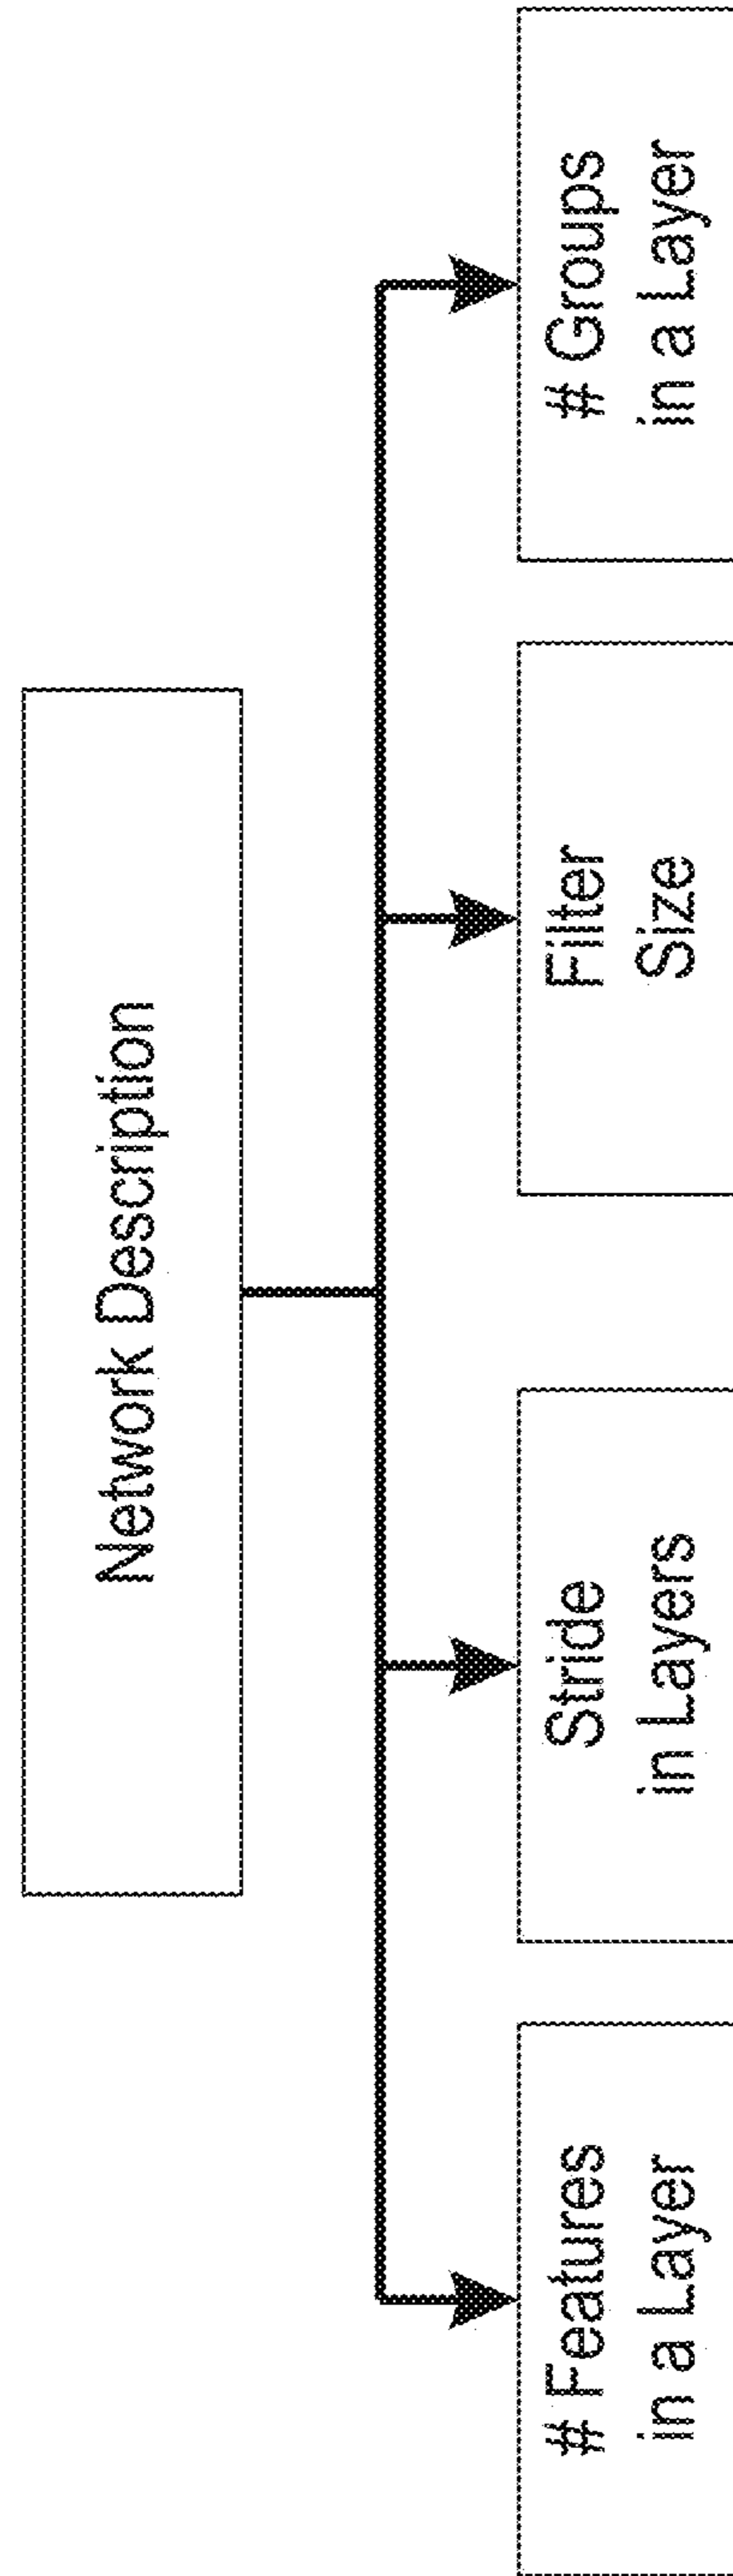 Network Description
# Features
in a Layer
Stride
in Layers
Filter
Size
# Groups
in a Layer